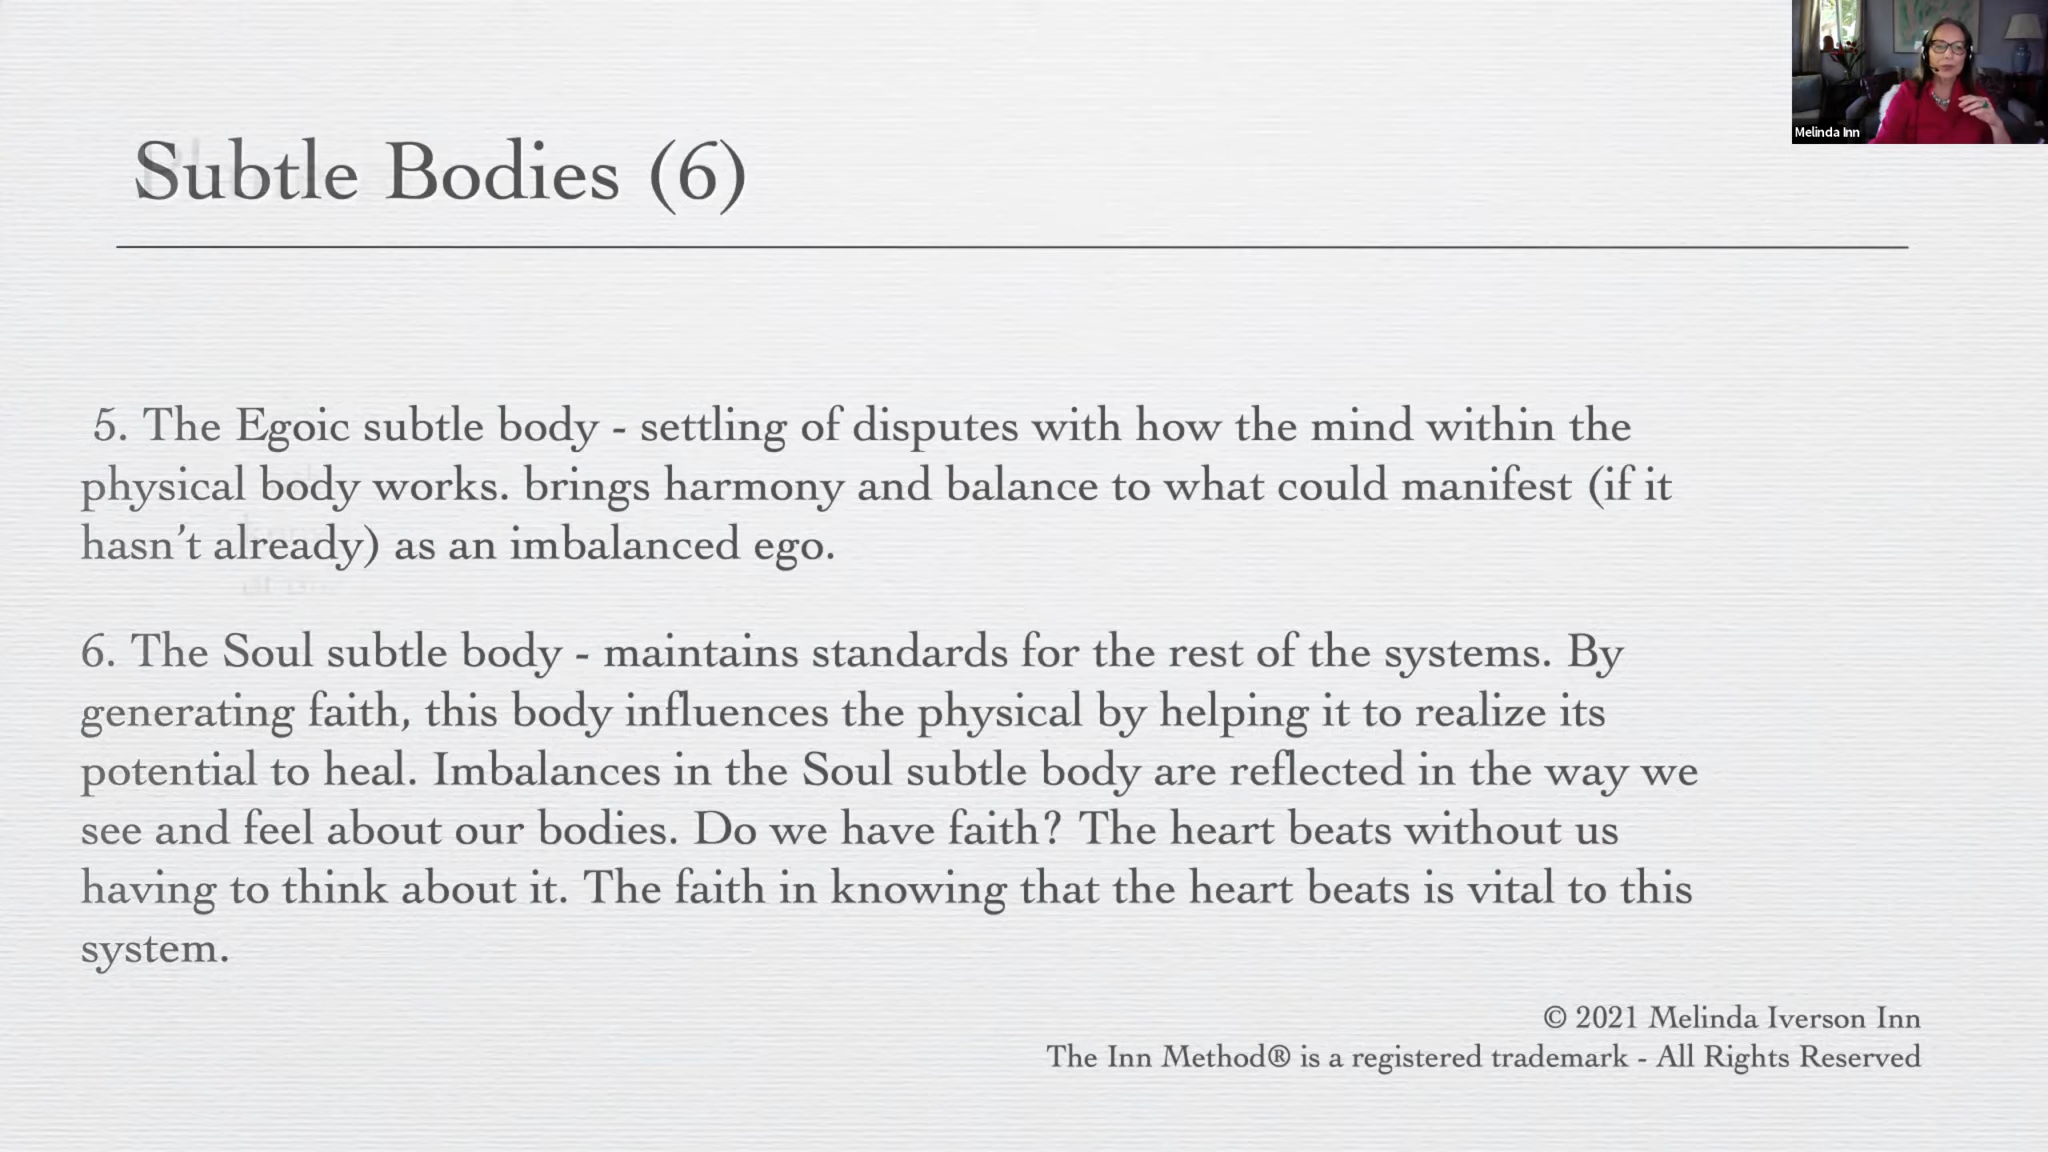 Melinda Inn
Subtle Bodies (6)
5. The Egoic subtle body - settling of disputes with how the mind within the
physical body works. brings harmony and balance to what could manifest (if it
hasn’t already) as an imbalanced ego.
6. The Soul subtle body - maintains standards for the rest of the systems. By
generating faith, this body influences the physical by helping it to realize its
potential to heal. Imbalances in the Soul subtle body are reflected in the way we
see and feel about our bodies. Do we have faith? The heart beats without us
having to think about it. The faith in knowing that the heart beats is vital to this
system.
© 2021 Melinda Iverson Inn
The Inn Method® is a registered trademark - All Rights Reserved